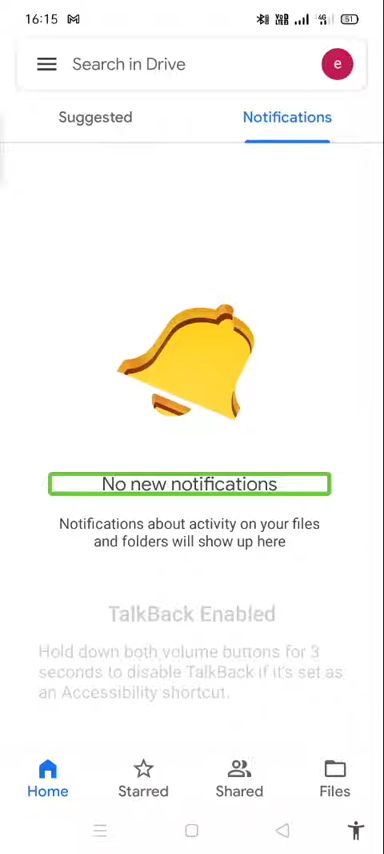 16:15
51
Search in Drive
e
Suggested
Notifications
No new notifications
Notifications about activity on your files
and folders will show up here
TalkBack Enabled
Hold down both volume buttons for 3
seconds to disable TalkBack if it's set as
an Accessibility shortcut.
Home
Starred
Shared
Files